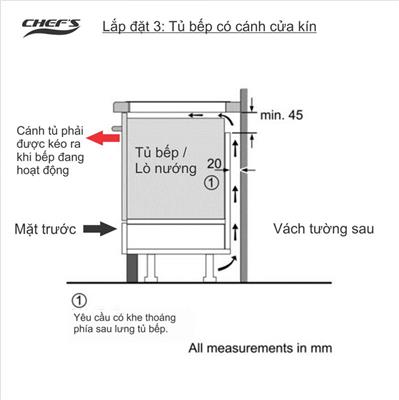 CHEF'S
Lắp đặt 3: Tủ bếp có cánh cửa kín
min. 45
Cánh tủ phải
được kéo ra
khi bếp đang
hoạt động
Tủ bếp /
Lò nướng
20
①
Mặt trước
Vách tường sau
①
Yêu cầu có khe thoáng
phía sau lưng tủ bếp.
All measurements in mm